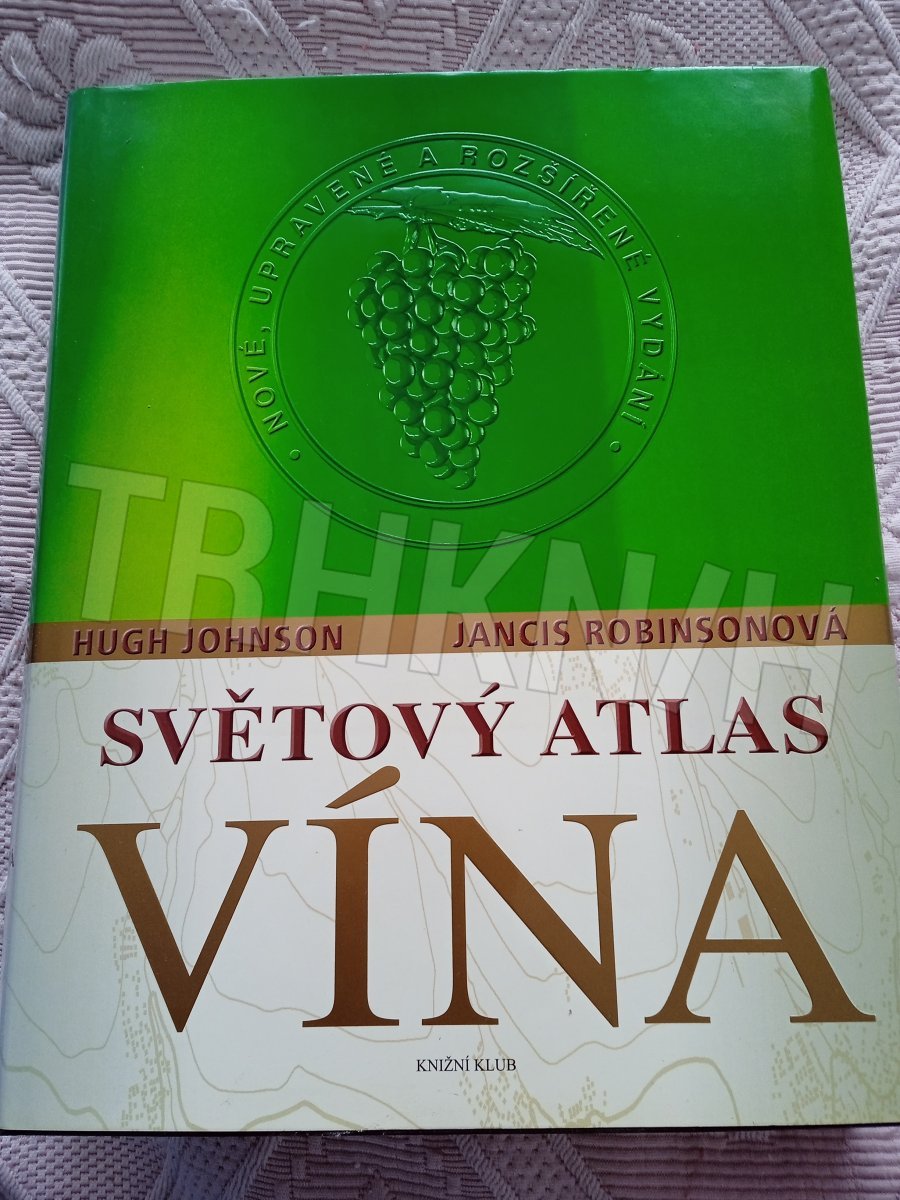 • NOVÉ, UPRAVENÉ A ROZŠÍŘENÉ VYDÁNÍ •
TRHKNIH
HUGH JOHNSON JANCIS ROBINSONOVÁ
SVĚTOVÝ ATLAS
VÍNA
KNIŽNÍ KLUB